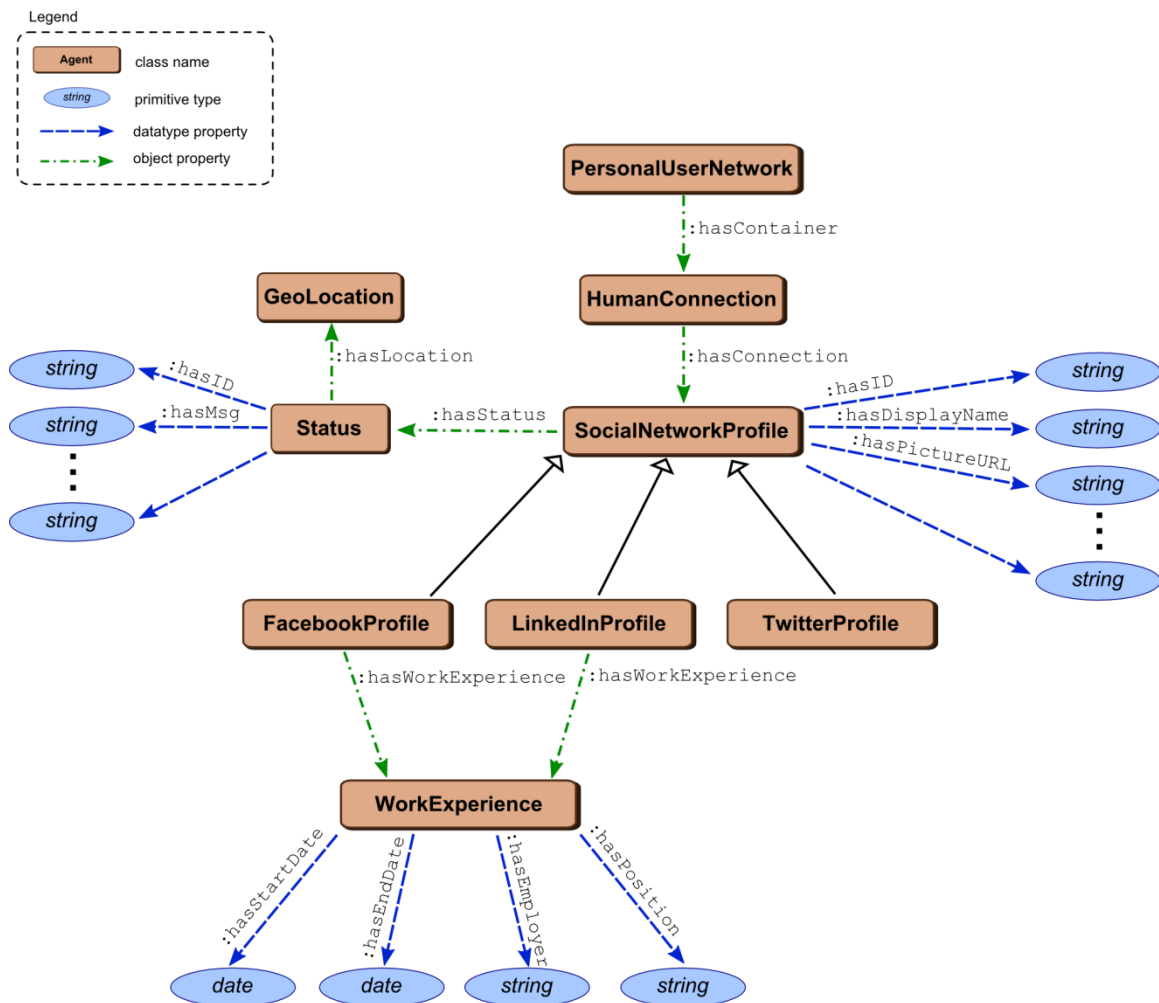 Legend
Agent
class name
string
primitive type
datatype property
object property
PersonalUserNetwork
:hasContainer
GeoLocation
HumanConnection
:hasLocation
:hasConnection
string
:hasID
:hasID
string
string
:hasMsg
Status
:hasStatus
SocialNetworkProfile
:hasDisplayName
string
:hasPictureURL
string
string
string
FacebookProfile
LinkedInProfile
TwitterProfile
:hasWorkExperience
:hasWorkExperience
WorkExperience
:hasStartDate
:hasEndDate
:hasEmployer
:hasPosition
date
date
string
string